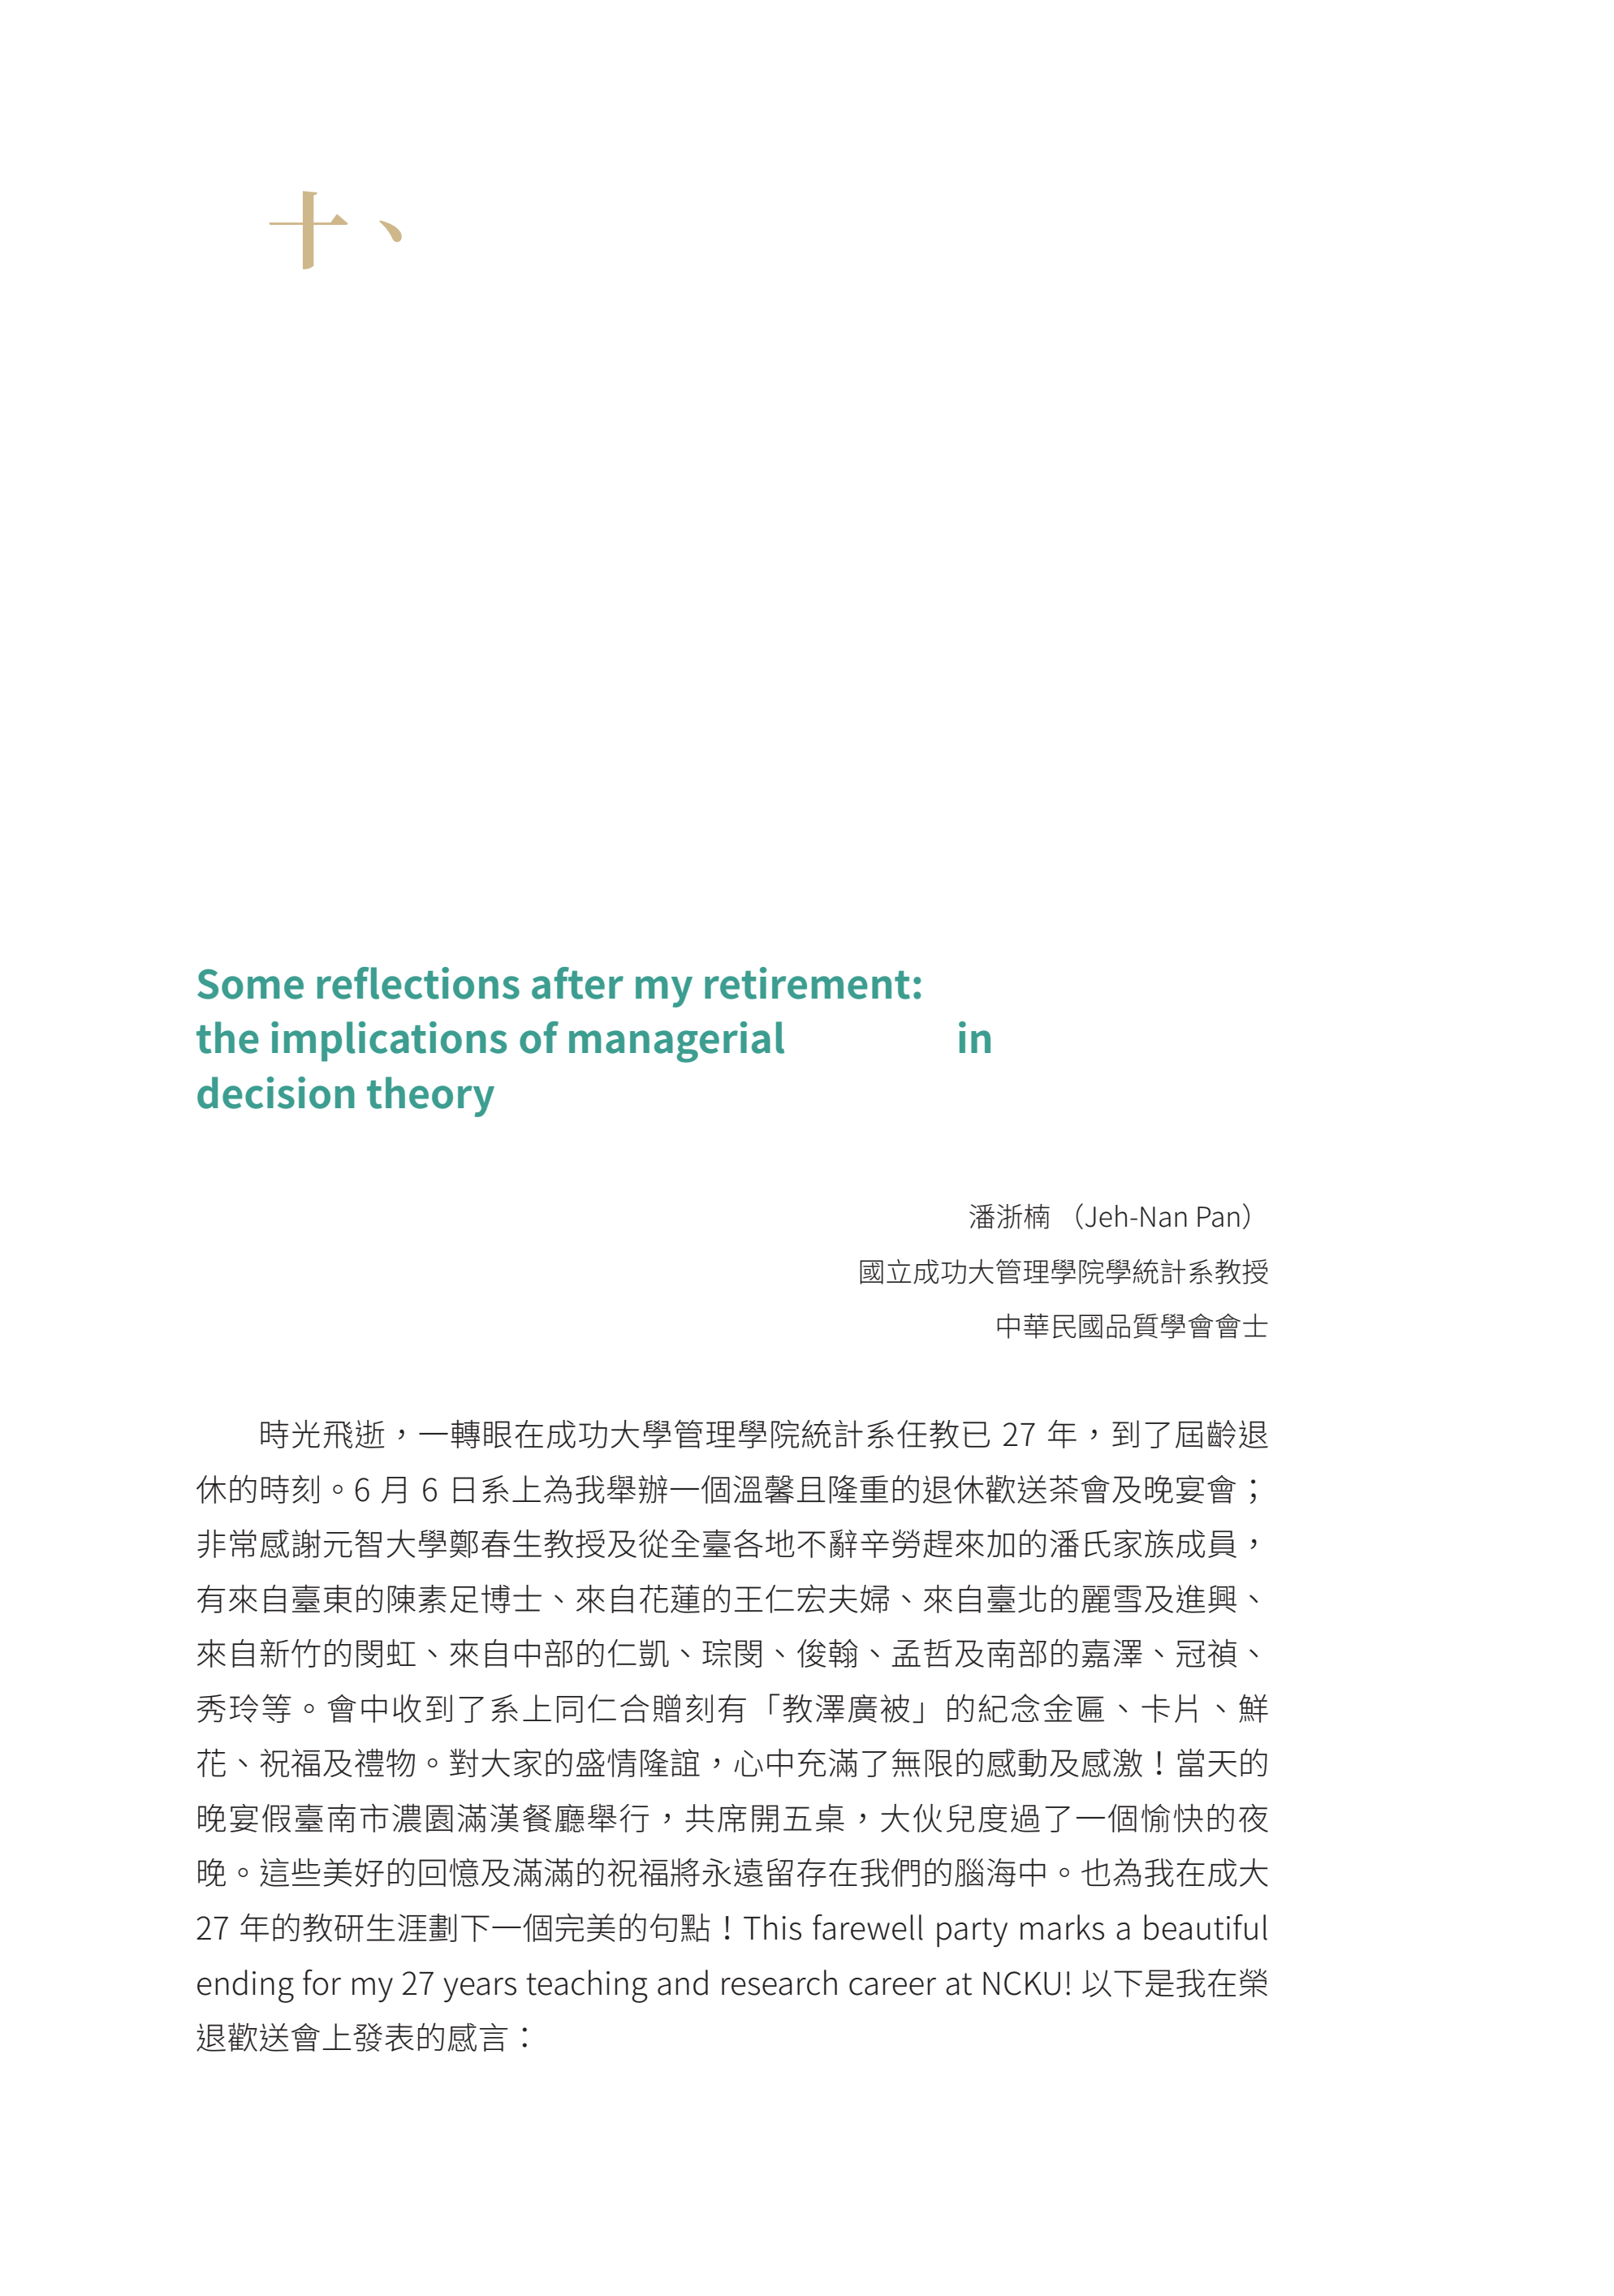 十、
Some reflections after my retirement:
the implications of managerial in
decision theory
潘浙楠 （Jeh-Nan Pan）
國立成功大管理學院學統計系教授
中華民國品質學會會士
時光飛逝，一轉眼在成功大學管理學院統計系任教已 27 年，到了屆齡退
休的時刻。6 月 6 日系上為我舉辦一個溫馨且隆重的退休歡送茶會及晚宴會；
非常感謝元智大學鄭春生教授及從全臺各地不辭辛勞趕來加的潘氏家族成員，
有來自臺東的陳素足博士、來自花蓮的王仁宏夫婦、來自臺北的麗雪及進興、
來自新竹的閔虹、來自中部的仁凱、琮閔、俊翰、孟哲及南部的嘉澤、冠禎、
秀玲等。會中收到了系上同仁合贈刻有「教澤廣被」的紀念金匾、卡片、鮮
花、祝福及禮物。對大家的盛情隆誼，心中充滿了無限的感動及感激！當天的
晚宴假臺南市濃園滿漢餐廳舉行，共席開五桌，大伙兒度過了一個愉快的夜
晚。這些美好的回憶及滿滿的祝福將永遠留存在我們的腦海中。也為我在成大
27 年的教研生涯劃下一個完美的句點！This farewell party marks a beautiful
ending for my 27 years teaching and research career at NCKU! 以下是我在榮
退歡送會上發表的感言：